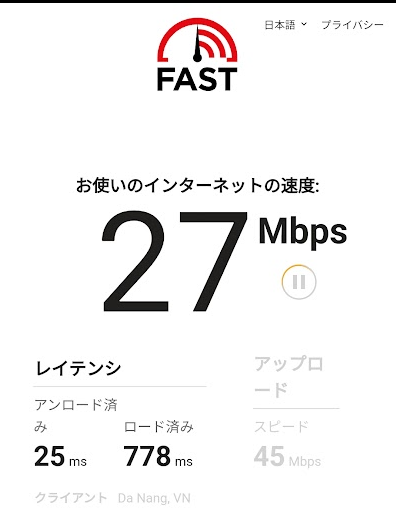 日本語 プライバシー
FAST
お使いのインターネットの速度:
27 Mbps
レイテンシ
アップロ
ード
アンロード済
み
ロード済み
スピード
25 ms 778 ms 45 Mbps
クライアント Da Nang, VN